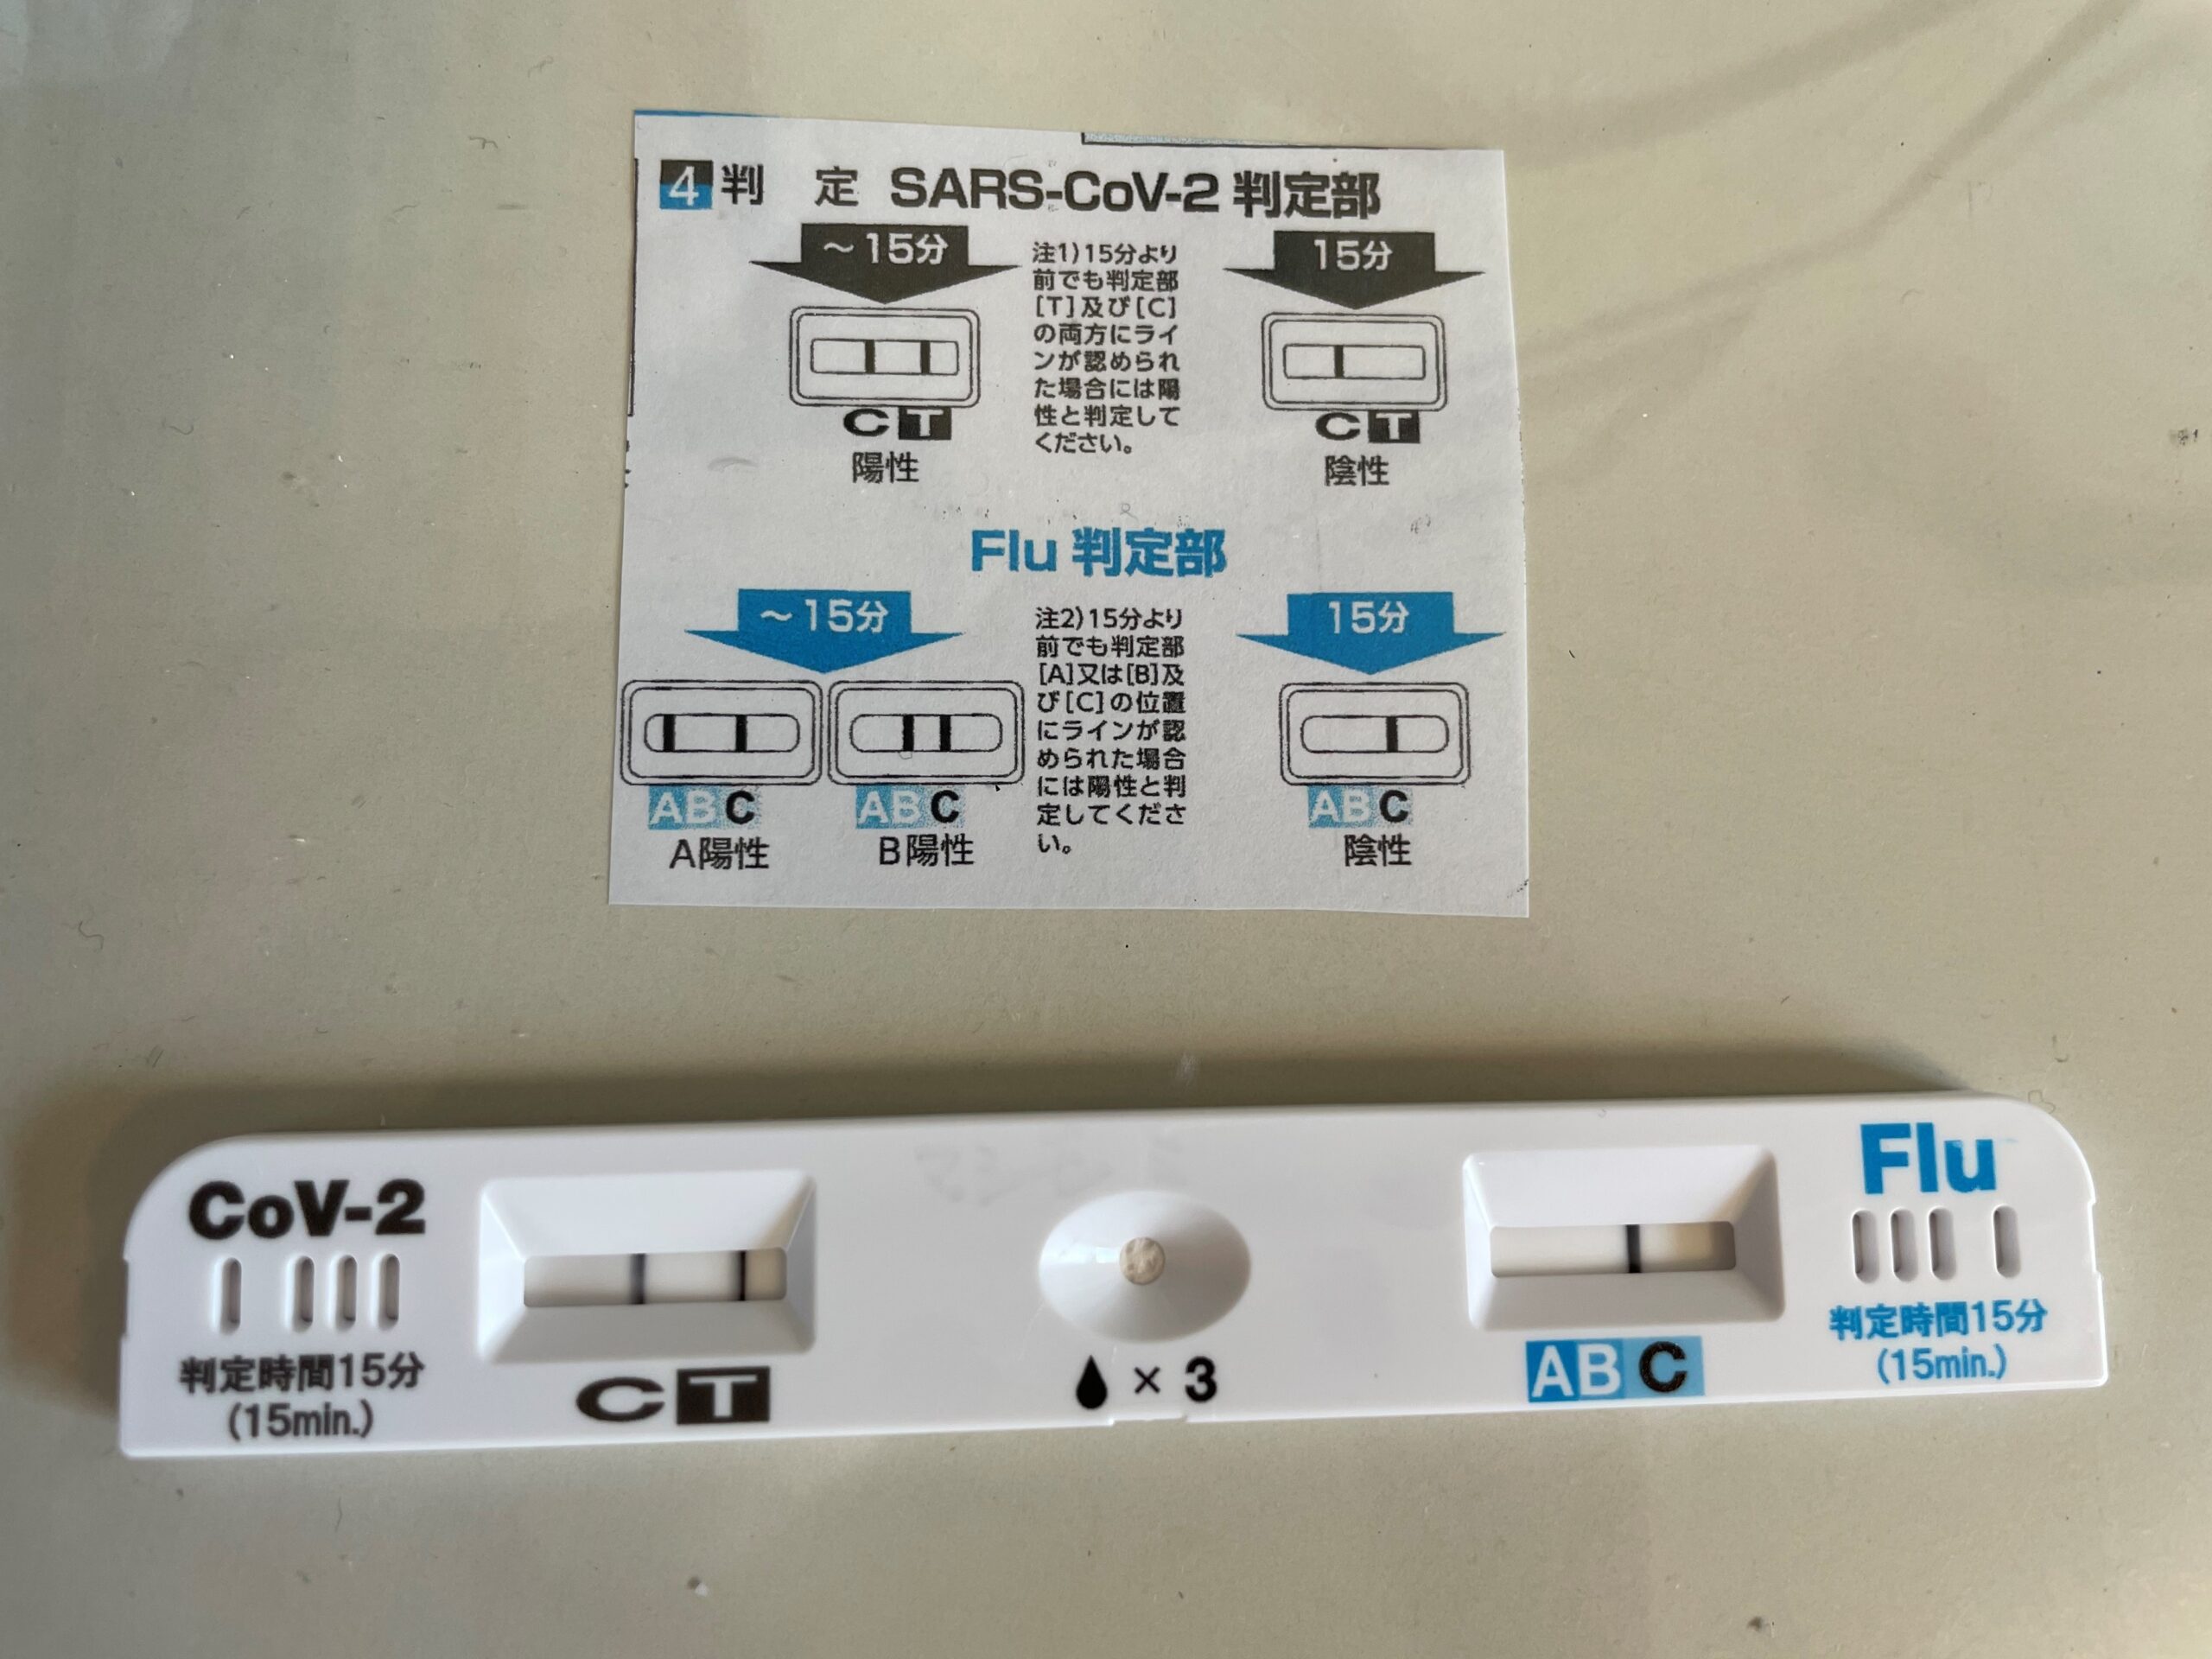 4 判 定 SARS-CoV-2 判定部
～15分
注1)15分より
前でも判定部
[T]及び[C]
の両方にライ
ンが認められ
た場合には陽
性と判定して
ください。
15分
C T
陽性
C T
陰性
Flu 判定部
～15分
注2)15分より
前でも判定部
[A]又は[B]及
び[C]の位置
にラインが認
められた場合
には陽性と判
定してくださ
い。
15分
AB C
A陽性
AB C
B陽性
AB C
陰性
CoV-2
判定時間15分
(15min.)
C T
× 3
AB C
Flu
判定時間15分
(15min.)